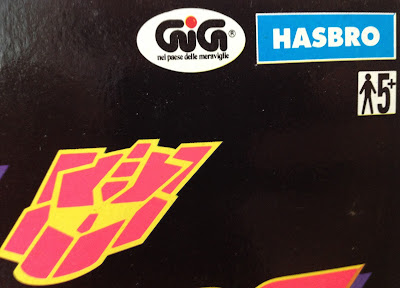 GiG®
nel paese delle meraviglie
HASBRO
5+